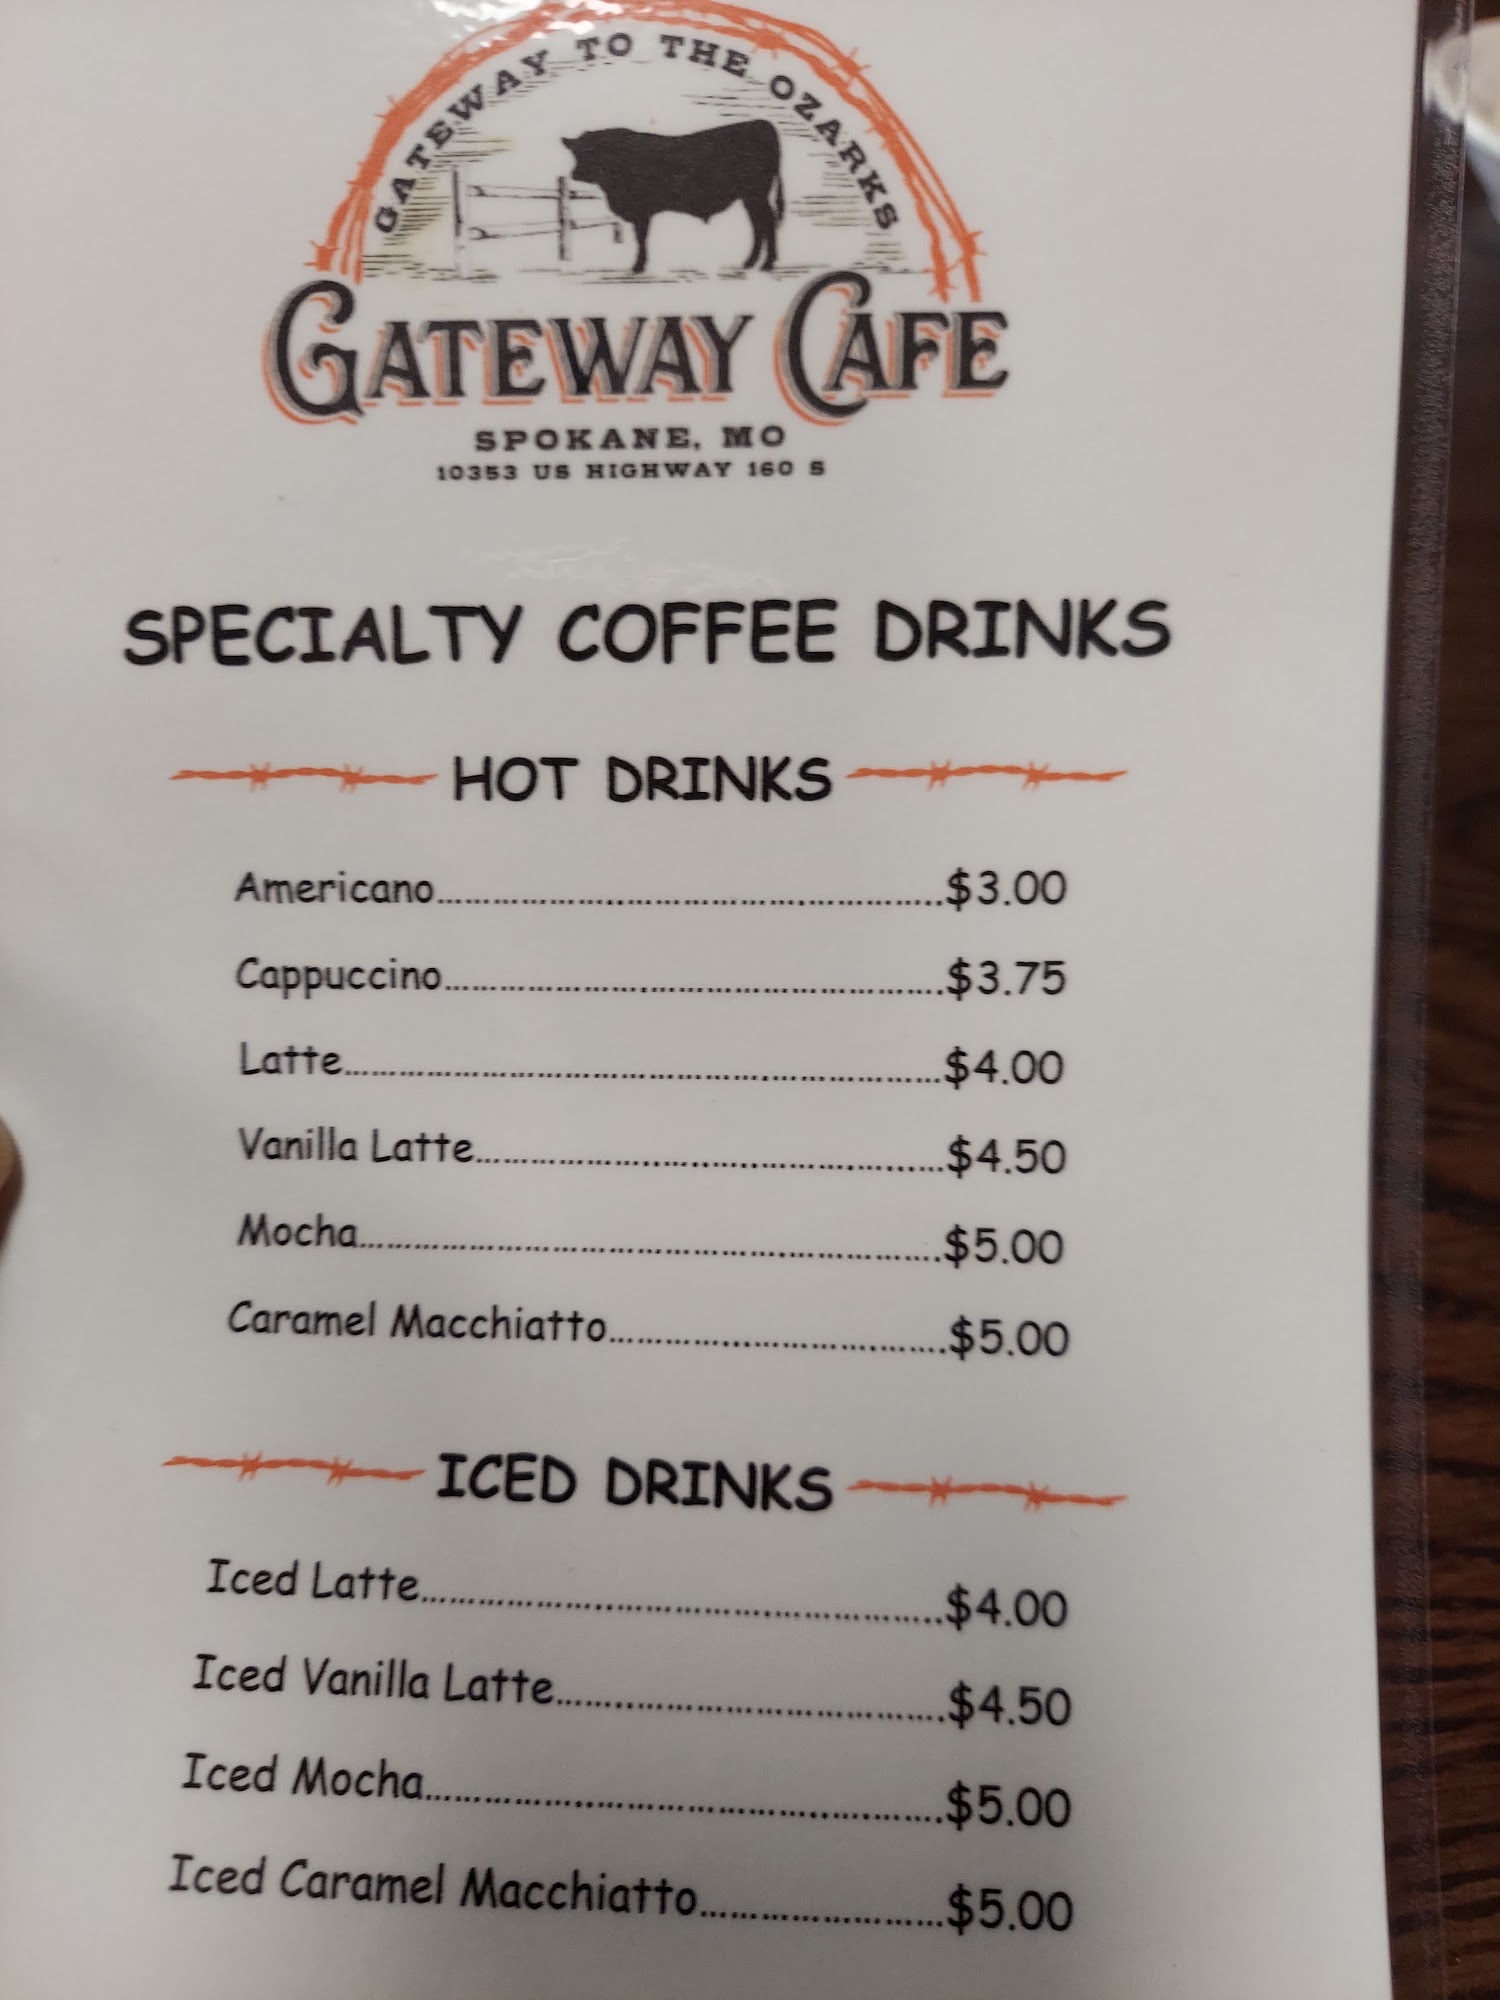 GATEWAY TO THE OZARKS
GATEWAY CAFE
SPOKANE, MO
10353 US HIGHWAY 160 S
SPECIALTY COFFEE DRINKS
HOT DRINKS
Americano..................................................$3.00
Cappuccino..................................................$3.75
Latte..................................................$4.00
Vanilla Latte..................................................$4.50
Mocha..................................................$5.00
Caramel Macchiatto..................................................$5.00
ICED DRINKS
Iced Latte..................................................$4.00
Iced Vanilla Latte..................................................$4.50
Iced Mocha..................................................$5.00
Iced Caramel Macchiatto..................................................$5.00